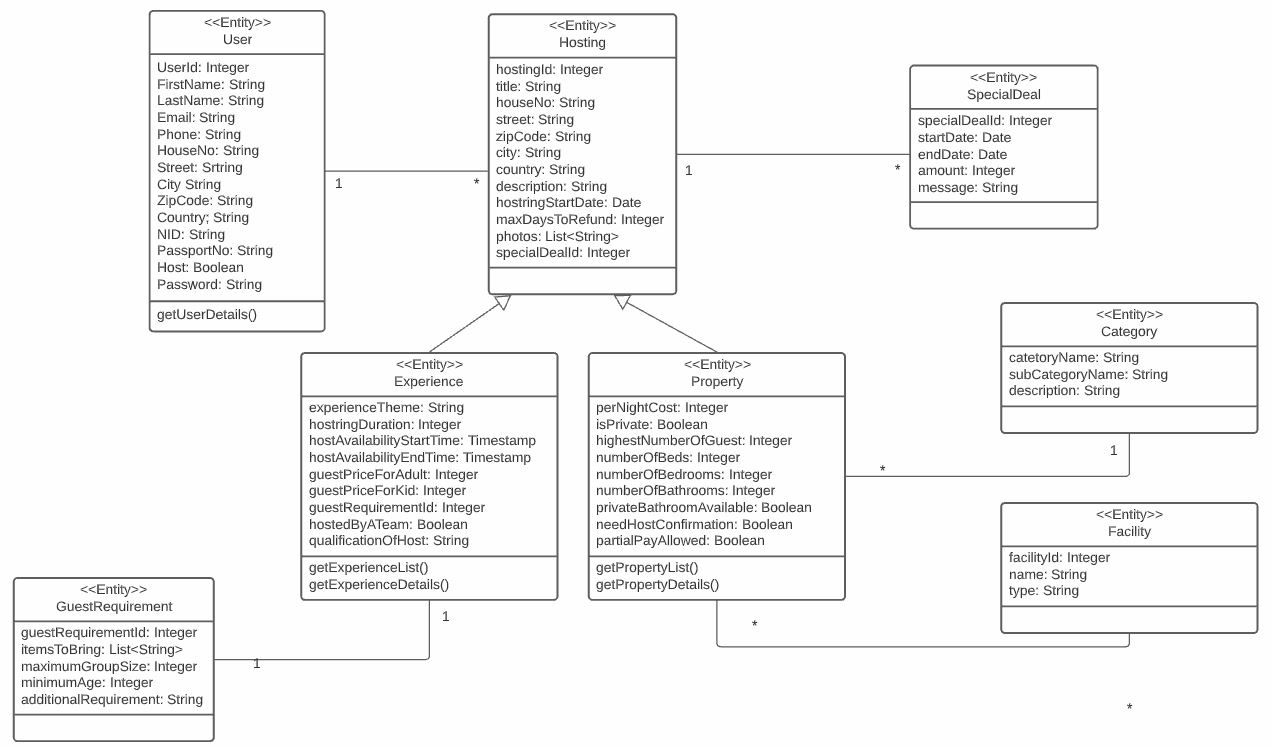 <<Entity>>
User
UserId: Integer
FirstName: String
LastName: String
Email: String
Phone: String
HouseNo: String
Street: Srtring
City String
ZipCode: String
Country; String
NID: String
PassportNo: String
Host: Boolean
Password: String
getUserDetails()
1
*
<<Entity>>
Hosting
hostingId: Integer
title: String
houseNo: String
street: String
zipCode: String
city: String
country: String
description: String
hostringStartDate: Date
maxDaysToRefund: Integer
photos: List<String>
specialDealId: Integer
1
*
<<Entity>>
SpecialDeal
specialDealId: Integer
startDate: Date
endDate: Date
amount: Integer
message: String
<<Entity>>
Experience
experienceTheme: String
hostringDuration: Integer
hostAvailabilityStartTime: Timestamp
hostAvailabilityEndTime: Timestamp
guestPriceForAdult: Integer
guestPriceForKid: Integer
guestRequirementId: Integer
hostedByATeam: Boolean
qualificationOfHost: String
getExperienceList()
getExperienceDetails()
<<Entity>>
Property
perNightCost: Integer
isPrivate: Boolean
highestNumberOfGuest: Integer
numberOfBeds: Integer
numberOfBedrooms: Integer
numberOfBathrooms: Integer
privateBathroomAvailable: Boolean
needHostConfirmation: Boolean
partialPayAllowed: Boolean
getPropertyList()
getPropertyDetails()
<<Entity>>
Category
catetoryName: String
subCategoryName: String
description: String
1
*
<<Entity>>
Facility
facilityId: Integer
name: String
type: String
<<Entity>>
GuestRequirement
guestRequirementId: Integer
itemsToBring: List<String>
maximumGroupSize: Integer
minimumAge: Integer
additionalRequirement: String
1
1
*
*